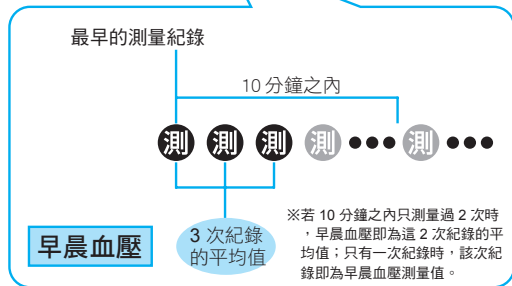 最早的測量紀錄
10 分鐘之內
測 測 測 測 ●●● 測 ●●●
早晨血壓
3 次紀錄
的平均值
※若 10 分鐘之內只測量過 2 次時
，早晨血壓即為這 2 次紀錄的平
均值；只有一次紀錄時，該次紀
錄即為早晨血壓測量值。